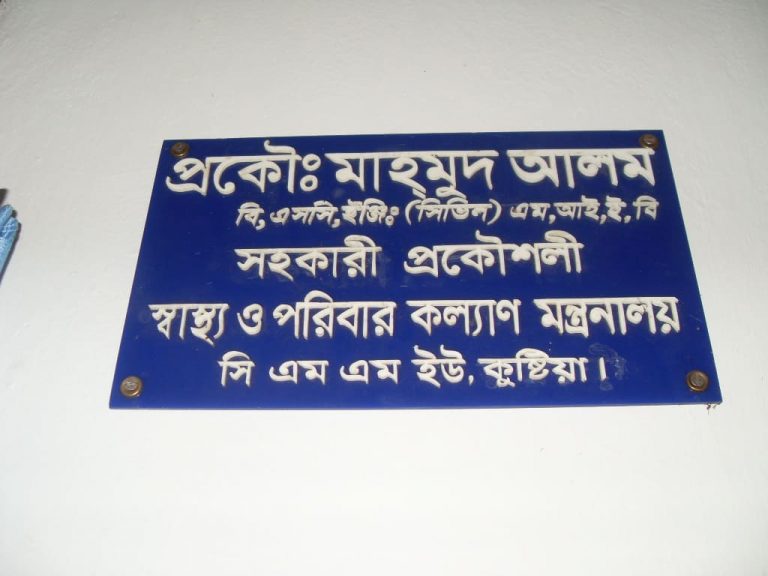 প্রকৌঃ মাহমুদ আলম
বি,এসসি,ইঞ্জিঃ(সিভিল) এম,আই,ই,বি
সহকারী প্রকৌশলী
স্বাস্থ্য ও পরিবার কল্যাণ মন্ত্রনালয়
সি এম এম ইউ, কুষ্টিয়া।